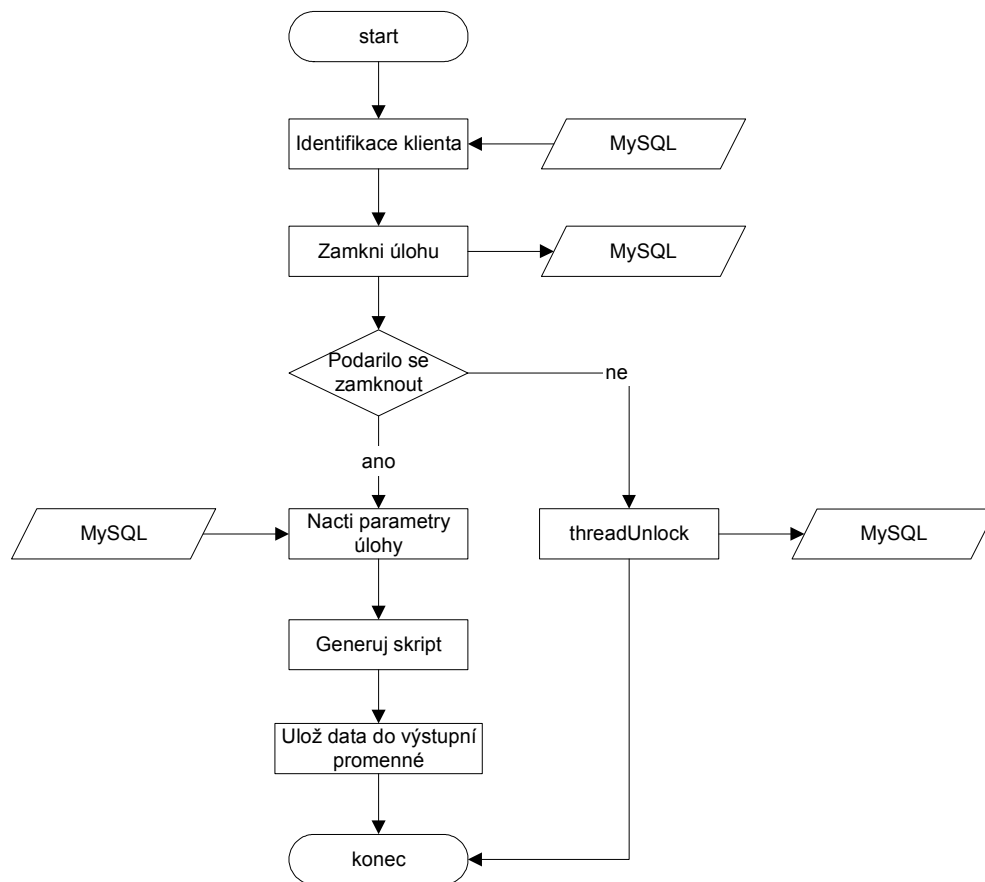 start
Identifikace klienta
MySQL
Zamkni úlohu
MySQL
Podarilo se
zamknout
ne
ano
MySQL
Nacti parametry
úlohy
threadUnlock
MySQL
Generuj skript
Ulož data do výstupní
promenné
konec